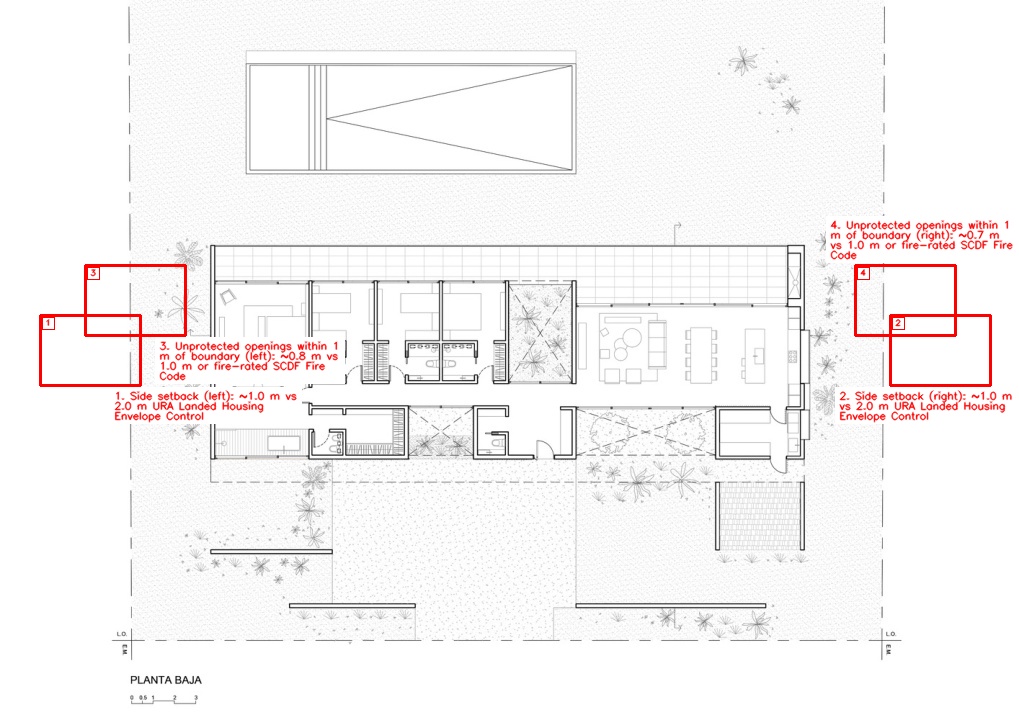 4. Unprotected openings within 1
m of boundary (right): ~0.7 m
vs 1.0 m or fire-rated SCDF Fire
Code
3
4
1
2
3. Unprotected openings within 1
m of boundary (left): ~0.8 m vs
1.0 m or fire-rated SCDF Fire
Code
1. Side setback (left): ~1.0 m vs
2.0 m URA Landed Housing
Envelope Control
2. Side setback (right): ~1.0 m
vs 2.0 m URA Landed Housing
Envelope Control
L.O.
E.M.
L.O.
E.M.
PLANTA BAJA
0 0.5 1 2 3